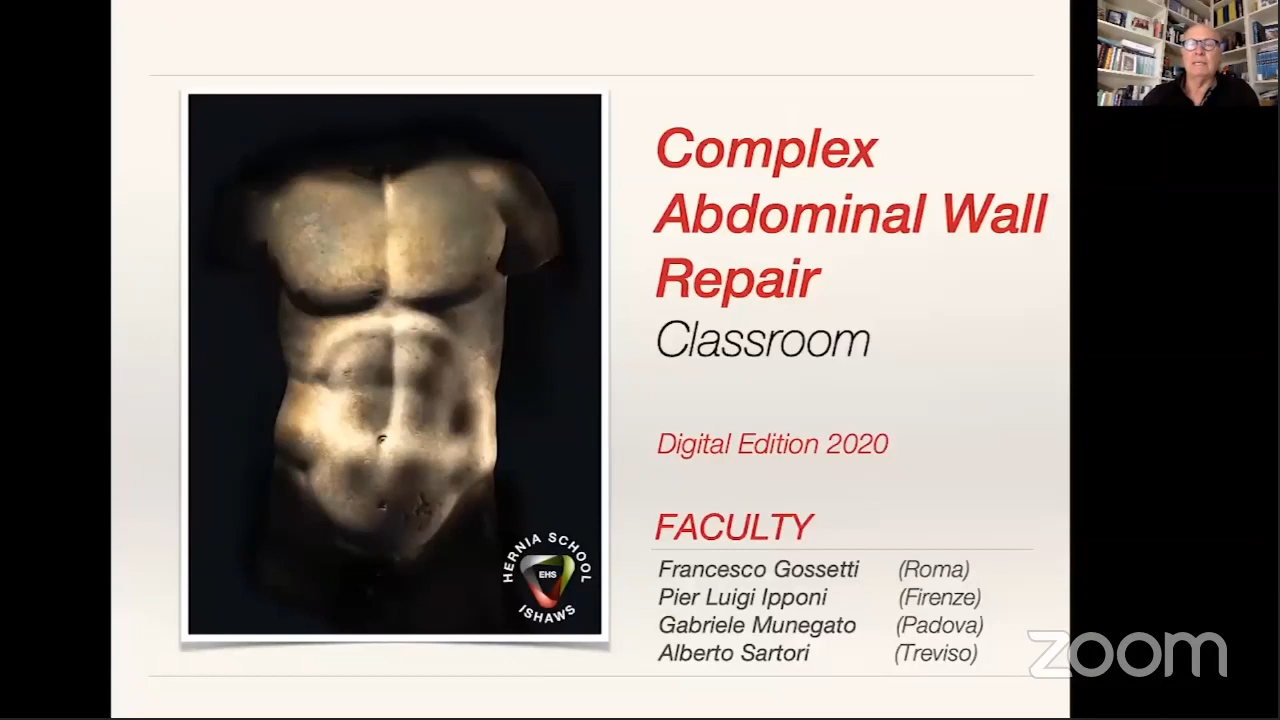 Complex
Abdominal Wall
Repair
Classroom
Digital Edition 2020
FACULTY
Francesco Gossetti (Roma)
Pier Luigi Ipponi (Firenze)
Gabriele Munegato (Padova)
Alberto Sartori (Treviso)
HERNIA SCHOOL
EHS
ISHAWS
zoom